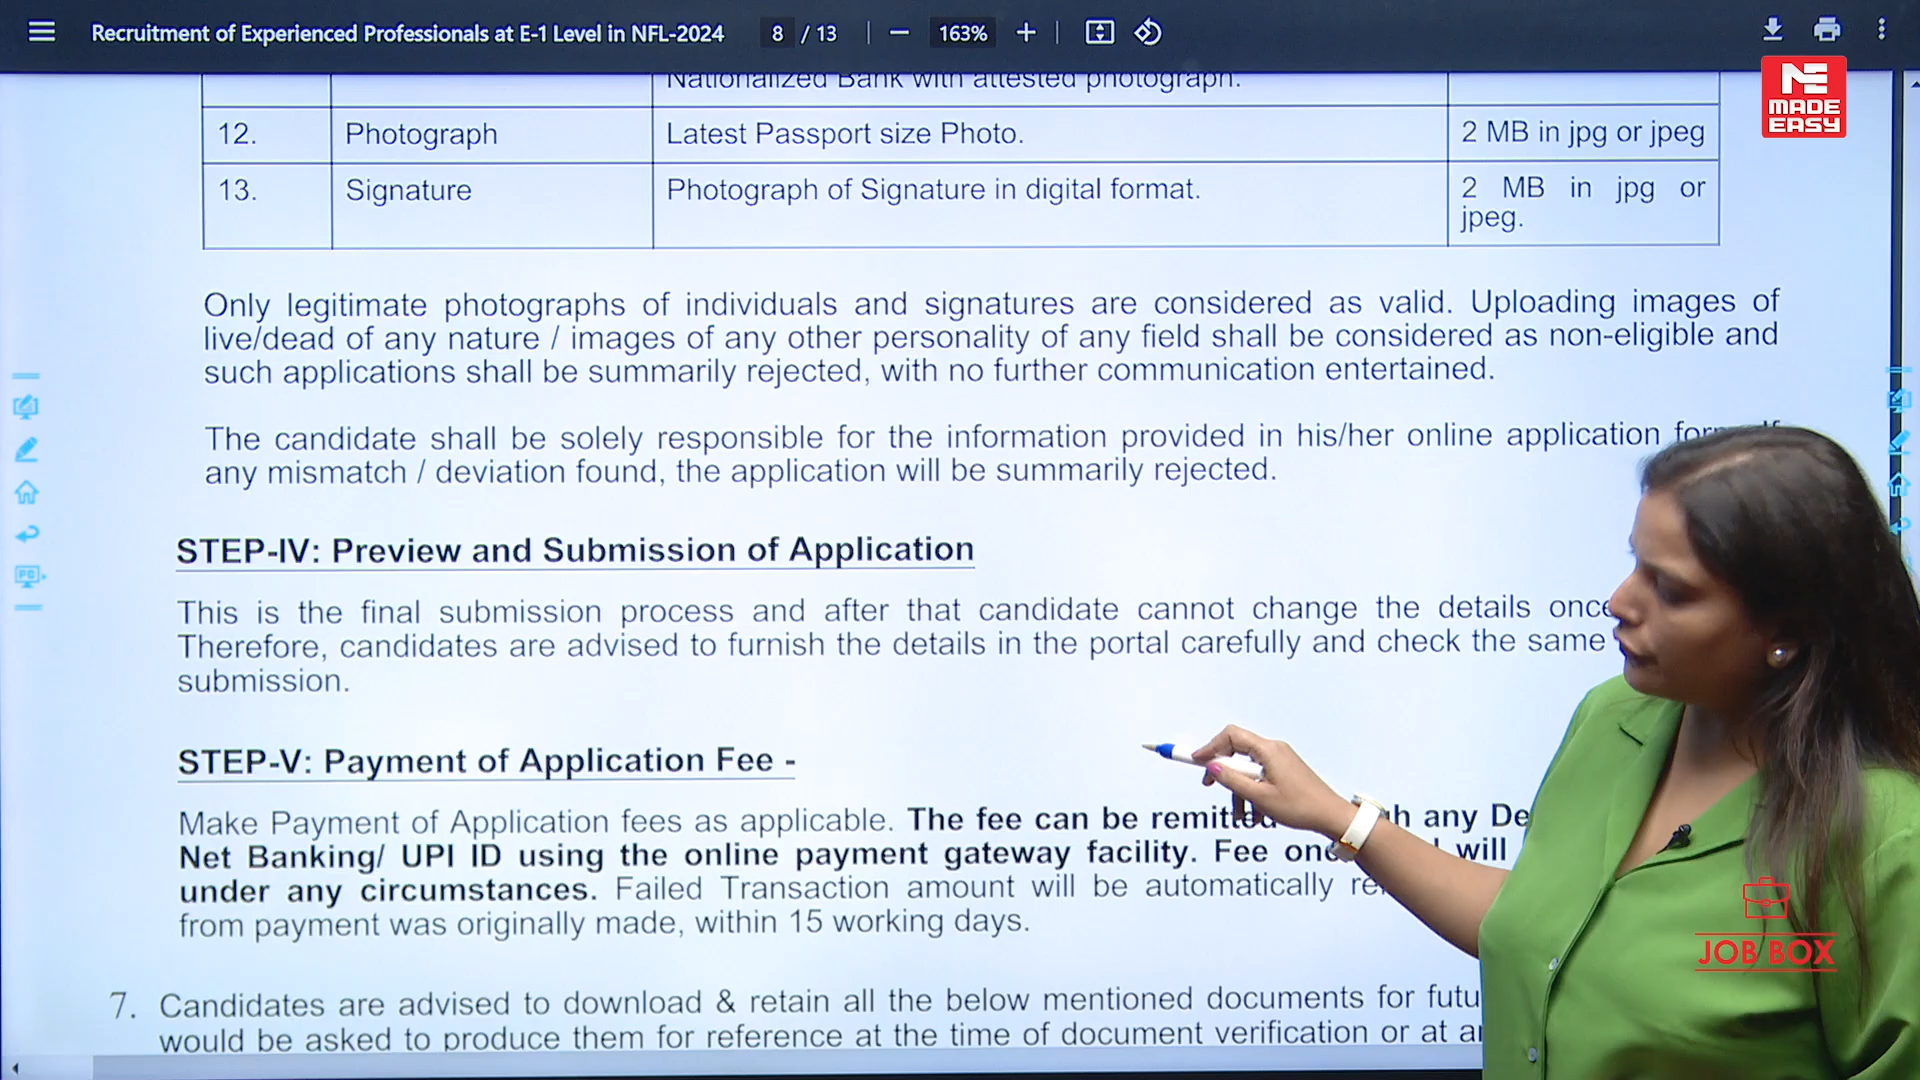 Recruitment of Experienced Professionals at E-1 Level in NFL-2024 8 / 13 163%
MADE
EASY
Nationalized Bank with attested photograph.
12. Photograph Latest Passport size Photo. 2 MB in jpg or jpeg
13. Signature Photograph of Signature in digital format. 2 MB in jpg or
jpeg.
Only legitimate photographs of individuals and signatures are considered as valid. Uploading images of
live/dead of any nature / images of any other personality of any field shall be considered as non-eligible and
such applications shall be summarily rejected, with no further communication entertained.
The candidate shall be solely responsible for the information provided in his/her online application
any mismatch / deviation found, the application will be summarily rejected.
STEP-IV: Preview and Submission of Application
This is the final submission process and after that candidate cannot change the details once
Therefore, candidates are advised to furnish the details in the portal carefully and check the same
submission.
STEP-V: Payment of Application Fee -
Make Payment of Application fees as applicable. The fee can be any
Net Banking/ UPI ID using the online payment gateway facility. Fee will
under any circumstances. Failed Transaction amount will be automatically
from payment was originally made, within 15 working days.
7. Candidates are advised to download & retain all the below mentioned documents for
would be asked to produce them for reference at the time of document verification or at
JOB BOX